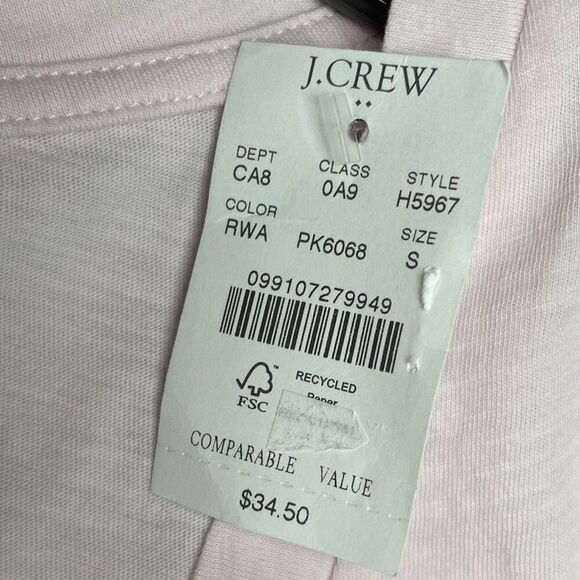 J.CREW
DEPT CLASS STYLE
CA8 0A9 H5967
COLOR SIZE
RWA PK6068 S
099107279949
RECYCLED
FSC Paper
COMPARABLE VALUE
$34.50